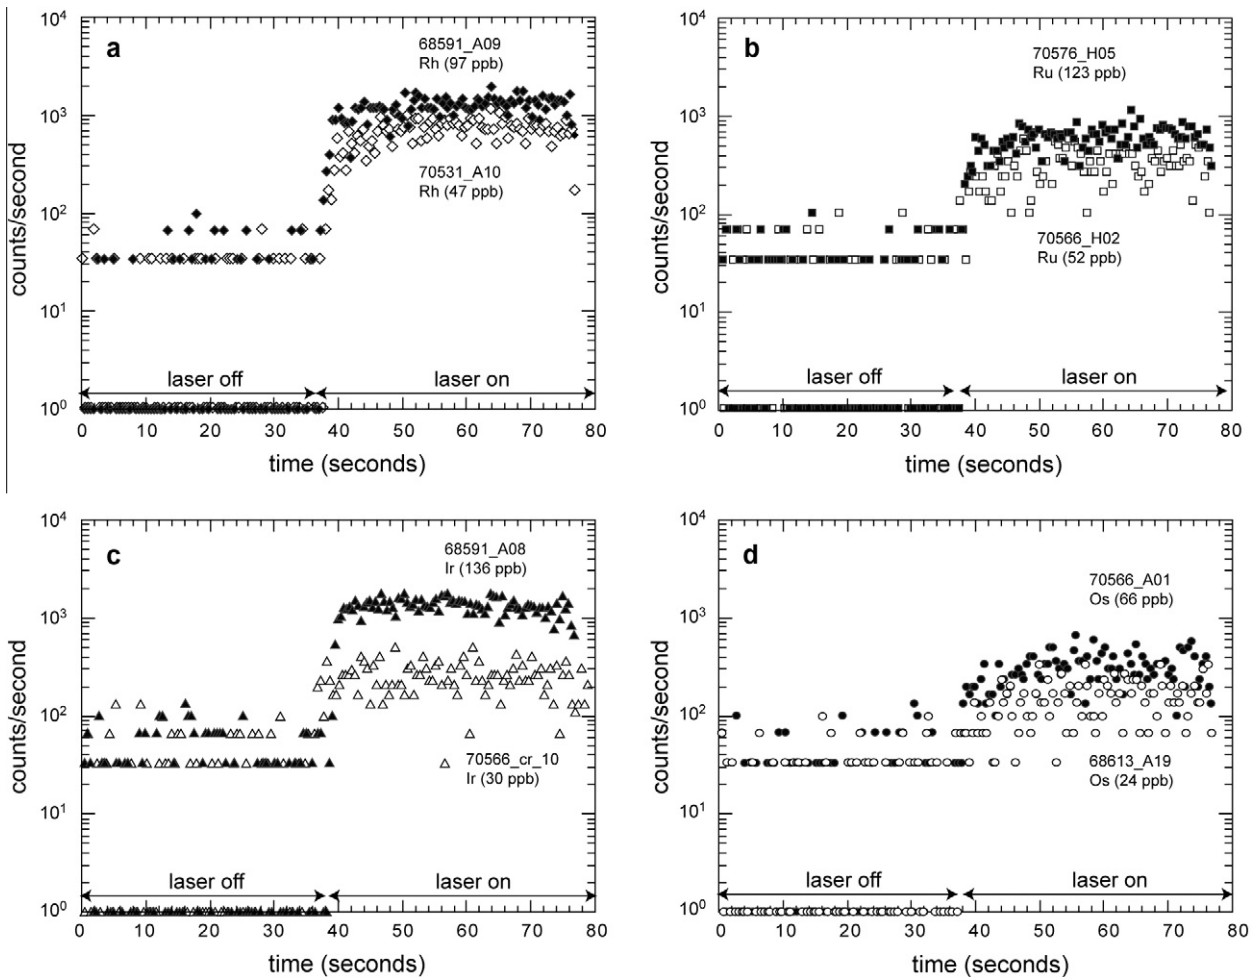 a
68591_A09
Rh (97 ppb)
70531_A10
Rh (47 ppb)
counts/second
10⁴
10³
10²
10¹
10⁰
laser off
laser on
0 10 20 30 40 50 60 70 80
time (seconds)
b
70576_H05
Ru (123 ppb)
70566_H02
Ru (52 ppb)
counts/second
10⁴
10³
10²
10¹
10⁰
laser off
laser on
0 10 20 30 40 50 60 70 80
time (seconds)
c
68591_A08
Ir (136 ppb)
70566_cr_10
Ir (30 ppb)
counts/second
10⁴
10³
10²
10¹
10⁰
laser off
laser on
0 10 20 30 40 50 60 70 80
time (seconds)
d
70566_A01
Os (66 ppb)
68613_A19
Os (24 ppb)
counts/second
10⁴
10³
10²
10¹
10⁰
laser off
laser on
0 10 20 30 40 50 60 70 80
time (seconds)